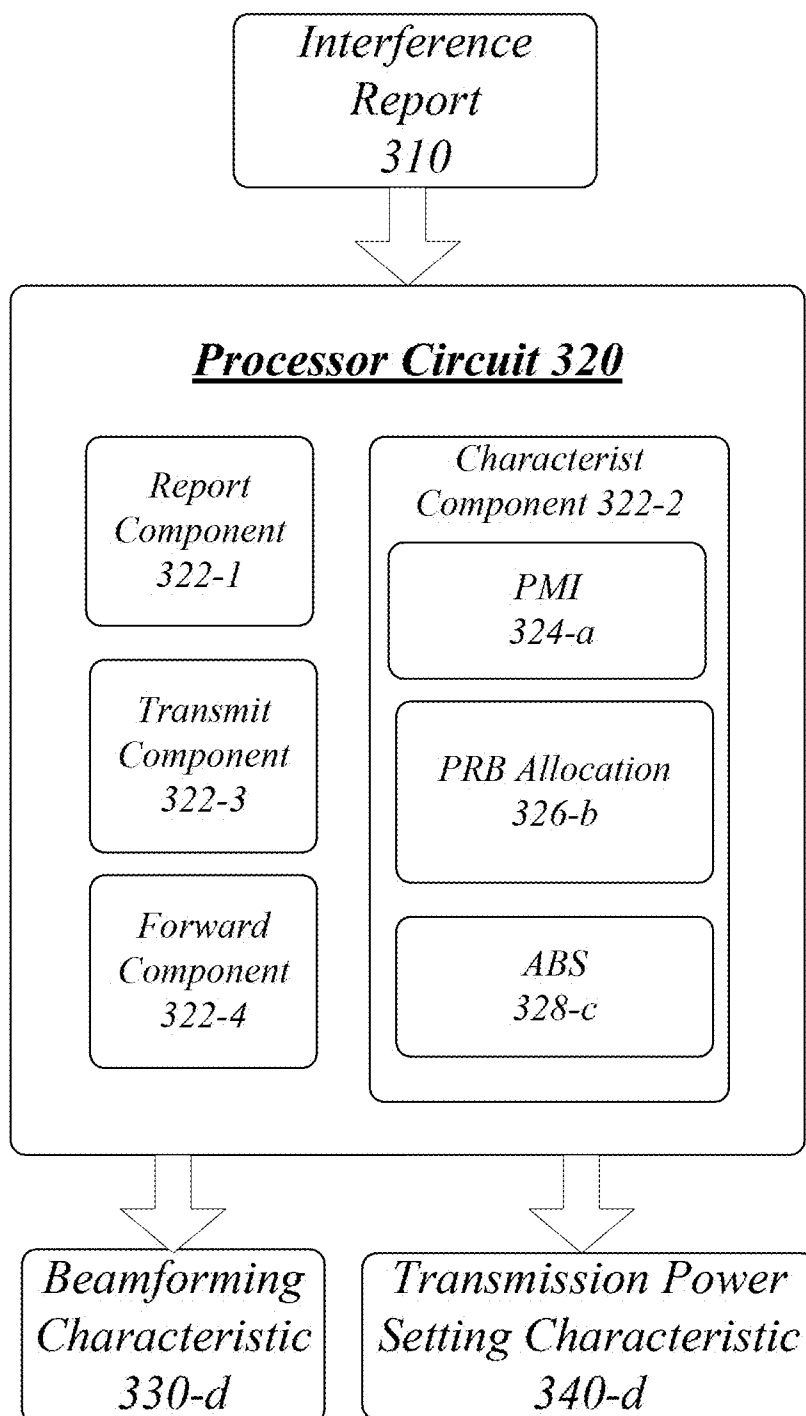 Interference
Report
310
Processor Circuit 320
Report
Component
322-1
Transmit
Component
322-3
Forward
Component
322-4
Characterist
Component 322-2
PMI
324-a
PRB Allocation
326-b
ABS
328-c
Beamforming
Characteristic
330-d
Transmission Power
Setting Characteristic
340-d